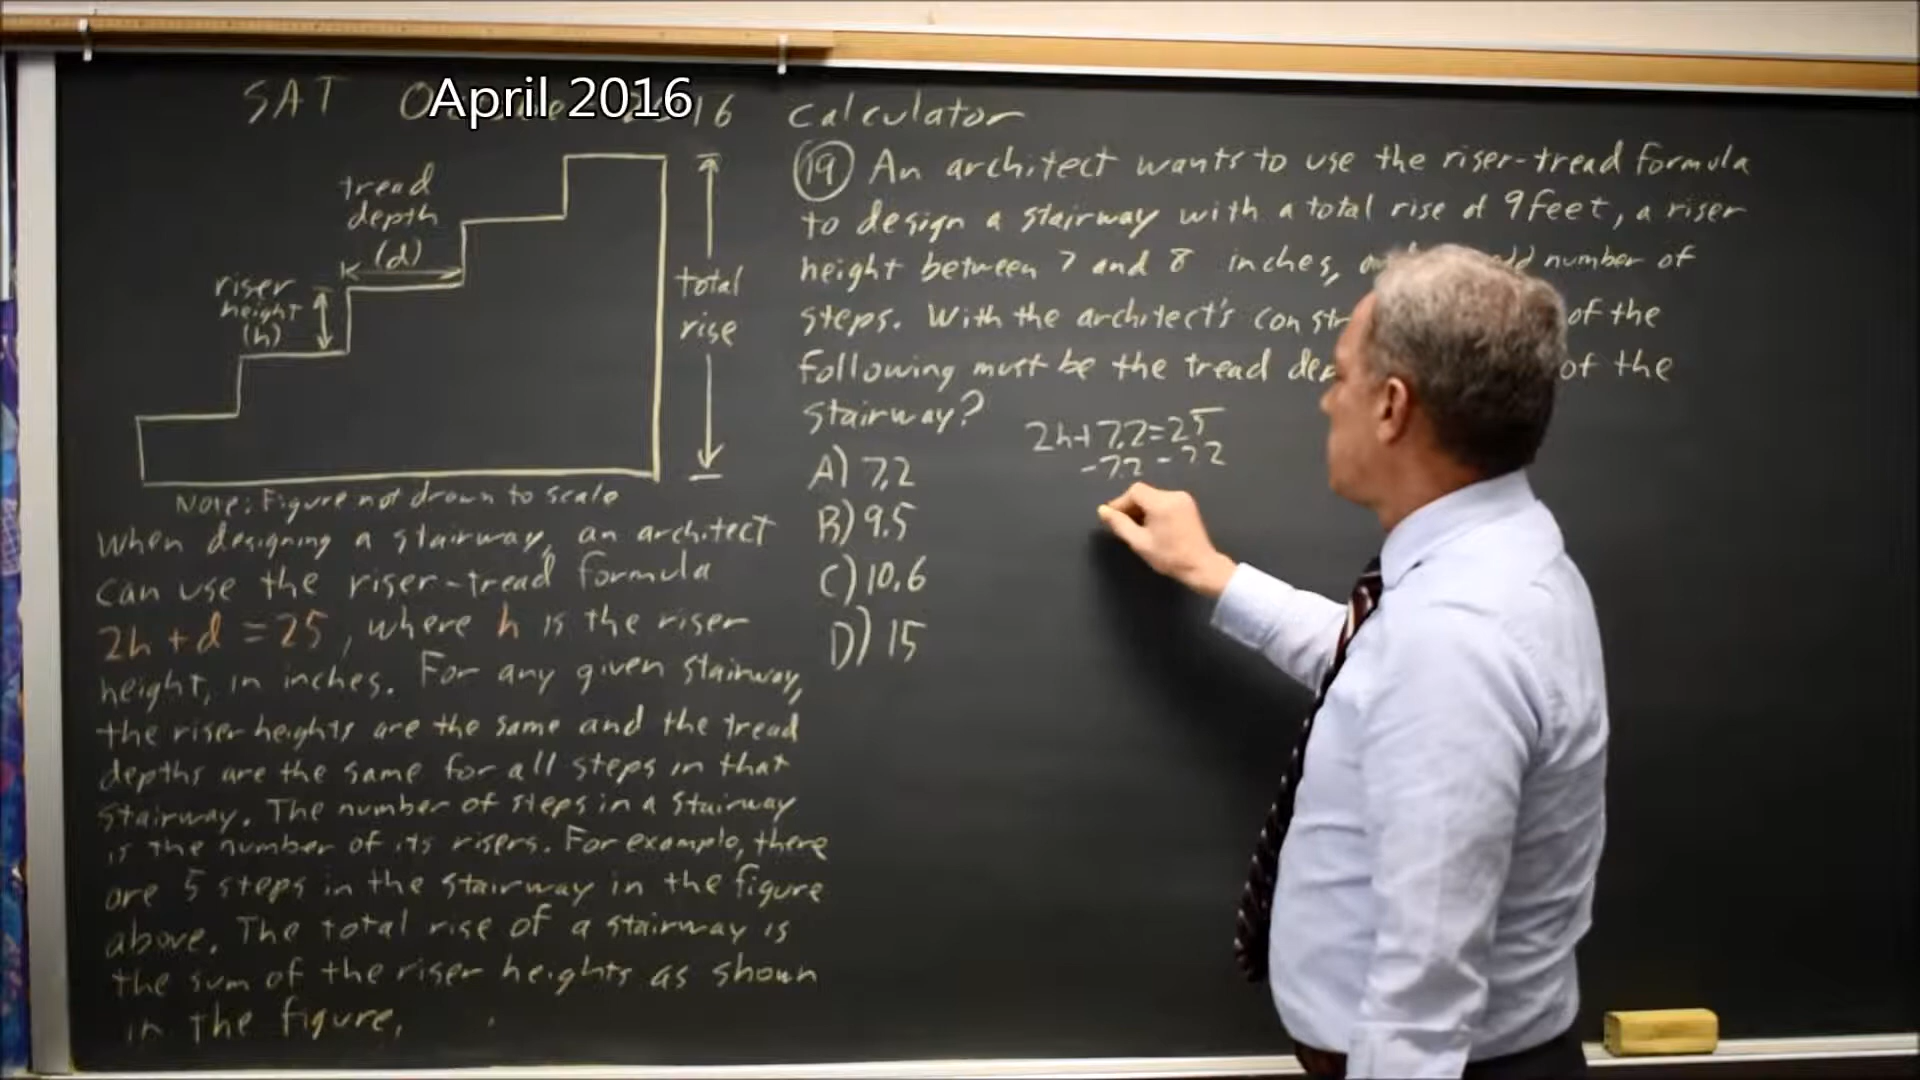 SAT
April 2016
16
Calculator
tread
depth
(d)
riser
height
(h)
total
rise
Note: Figure not drawn to scale
When designing a stairway, an architect
can use the riser-tread formula
2h + d = 25, where h is the riser
height, in inches. For any given stairway,
the riser heights are the same and the tread
depths are the same for all steps in that
stairway. The number of steps in a stairway
is the number of its risers. For example, there
are 5 steps in the stairway in the figure
above. The total rise of a stairway is
the sum of the riser heights as shown
in the figure.
19 An architect wants to use the riser-tread formula
to design a stairway with a total rise of 9 feet, a riser
height between 7 and 8 inches, number of
steps. With the architect's of the
following must be the tread of the
stairway?
A) 7.2
B) 9.5
C) 10.6
D) 15
2h+7.2=25
-7.2 -7.2